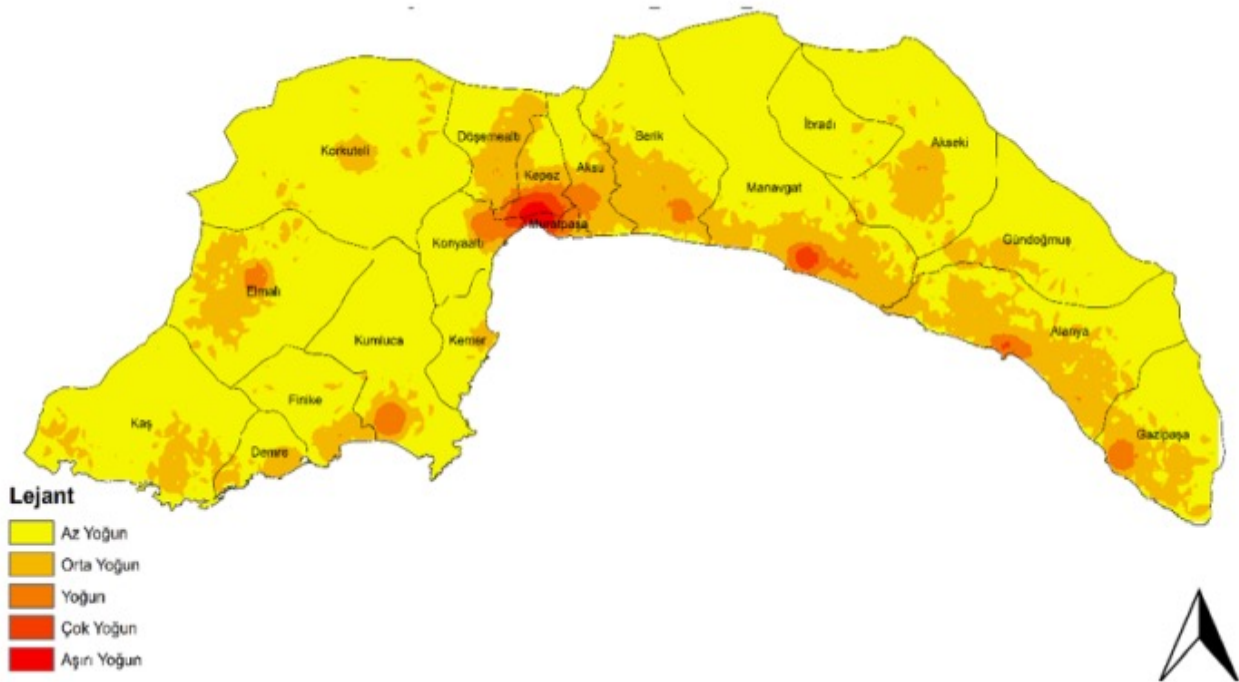 Korkuteli
Döşemealtı
Kepez
Aksu
Serik
İbradı
Akseki
Manavgat
Gündoğmuş
Muratpaşa
Konyaaltı
Elmalı
Kumluca
Kemer
Alanya
Finike
Kaş
Demre
Gazipaşa
Lejant
Az Yoğun
Orta Yoğun
Yoğun
Çok Yoğun
Aşırı Yoğun